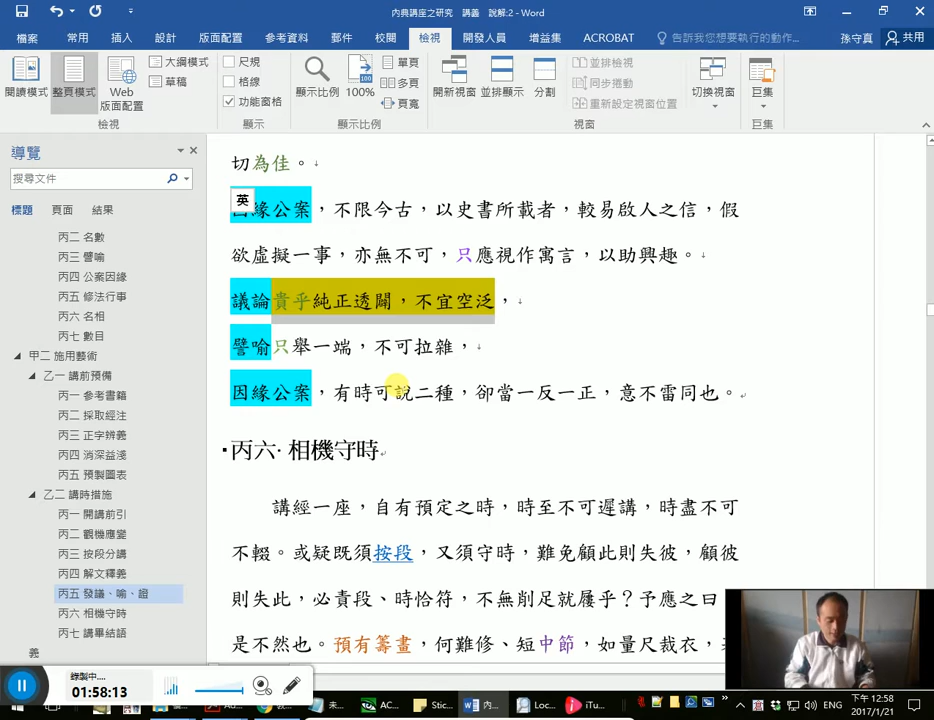 內典講座之研究 講義 說解:2 - Word
檔案 常用 插入 設計 版面配置 參考資料 郵件 校閱 檢視 開發人員 增益集 ACROBAT 告訴我您想要執行的動作... 孫守真 共用
閱讀模式 整頁模式 Web 版面配置 大綱模式 草稿
檢視
尺規 格線 功能窗格
顯示
顯示比例 100% 單頁 多頁 頁寬
顯示比例
開新視窗 並排顯示 分割 並排檢視 同步捲動 重新設定視窗位置 切換視窗
視窗
巨集
巨集
導覽
搜尋文件
標題 頁面 結果
丙二 名數
丙三 譬喻
丙四 公案因緣
丙五 修法行事
丙六 名相
丙七 數目
甲二 施用藝術
乙一 講前預備
丙一 參考書籍
丙二 採取經注
丙三 正字辨義
丙四 消深益淺
丙五 預製圖表
乙二 講時措施
丙一 開講前引
丙二 觀機應變
丙三 按段分講
丙四 解文釋義
丙五 發議、喻、證
丙六 相機守時
丙七 講畢結語
義
切為佳。
英
緣公案，不限今古，以史書所載者，較易啟人之信，假
欲虛擬一事，亦無不可，只應視作寓言，以助興趣。
議論貴乎純正透闢，不宜空泛，
譬喻只舉一端，不可拉雜，
因緣公案，有時可說二種，卻當一反一正，意不雷同也。
丙六 相機守時
講經一座，自有預定之時，時至不可遲講，時盡不可
不輟。或疑既須按段，又須守時，難免顧此則失彼，顧彼
則失此，必責段、時恰符，不無削足就屨乎？予應之曰
是不然也。預有籌畫，何難修、短中節，如量尺裁衣，
錄製中....
01:58:13
AC...
Stic...
內...
Loc...
iTu...
ENG
下午 12:58
2017/1/21